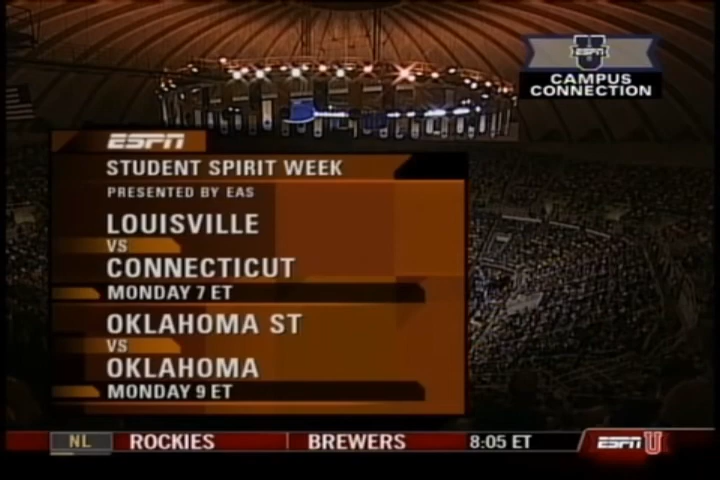 ESPN
U
CAMPUS
CONNECTION
ESPN
STUDENT SPIRIT WEEK
PRESENTED BY EAS
LOUISVILLE
VS
CONNECTICUT
MONDAY 7 ET
OKLAHOMA ST
VS
OKLAHOMA
MONDAY 9 ET
NL ROCKIES BREWERS 8:05 ET ESPN U